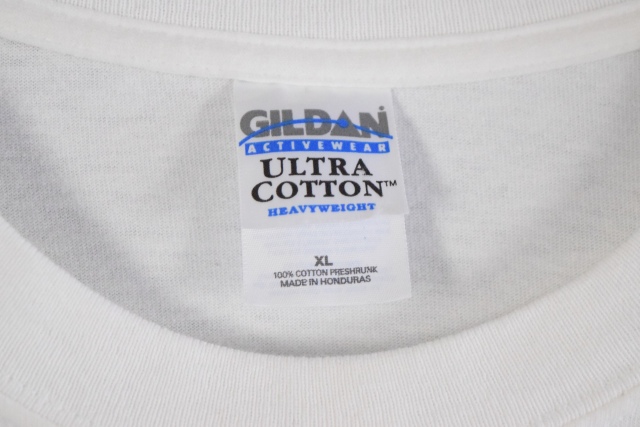 GILDAN
ACTIVEWEAR
ULTRA
COTTON™
HEAVYWEIGHT
XL
100% COTTON PRESHRUNK
MADE IN HONDURAS